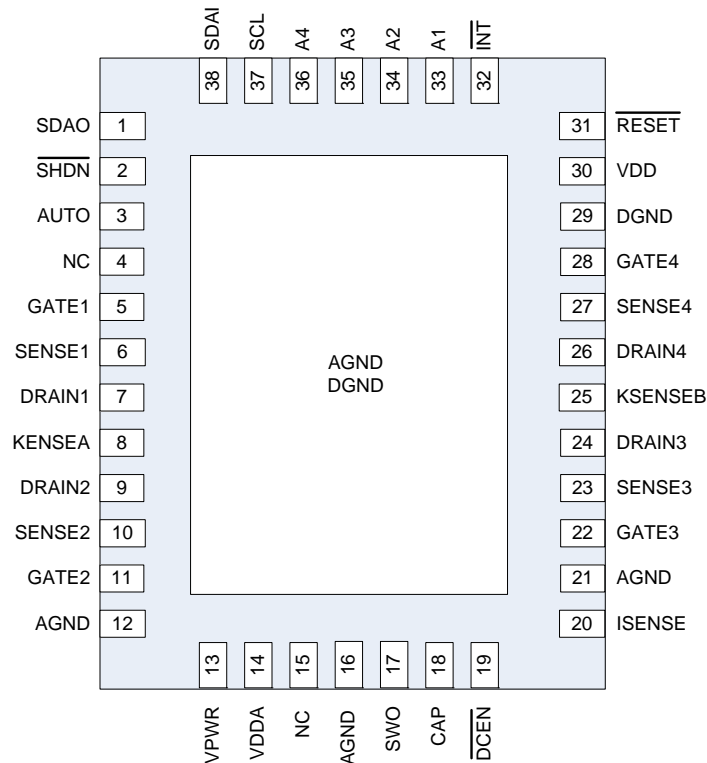 SDAI SCL A4 A3 A2 A1 INT
38 37 36 35 34 33 32
SDAO 1
SHDN 2
AUTO 3
NC 4
GATE1 5
SENSE1 6
DRAIN1 7
KENSEA 8
DRAIN2 9
SENSE2 10
GATE2 11
AGND 12
AGND
DGND
31 RESET
30 VDD
29 DGND
28 GATE4
27 SENSE4
26 DRAIN4
25 KSENSEB
24 DRAIN3
23 SENSE3
22 GATE3
21 AGND
20 ISENSE
13 14 15 16 17 18 19
VPWR VDDA NC AGND SWO CAP DCEN